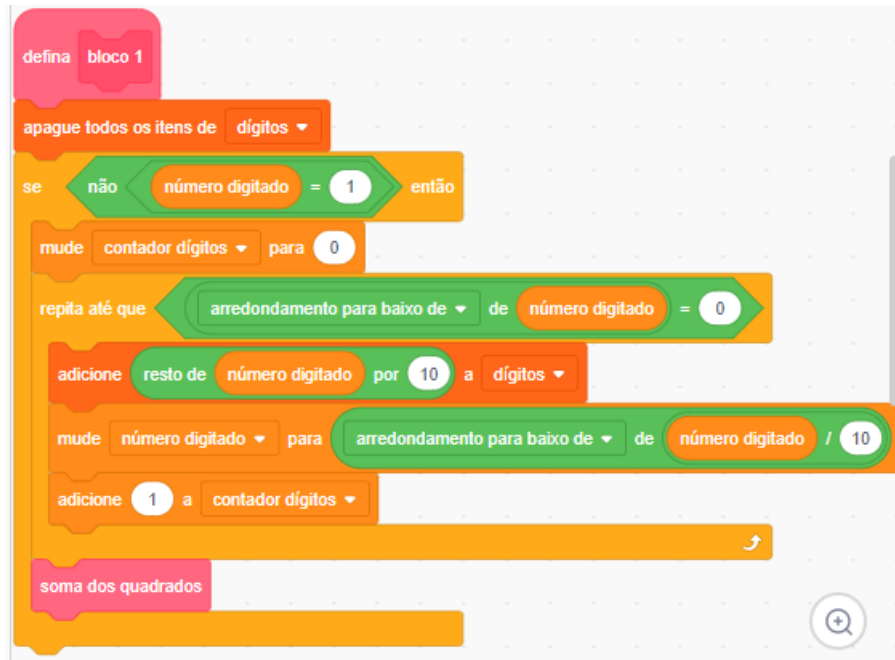 defina bloco 1
apague todos os itens de dígitos
se não número digitado = 1 então
mude contador dígitos para 0
repita até que arredondamento para baixo de de número digitado = 0
adicione resto de número digitado por 10 a dígitos
mude número digitado para arredondamento para baixo de de número digitado / 10
adicione 1 a contador dígitos
soma dos quadrados